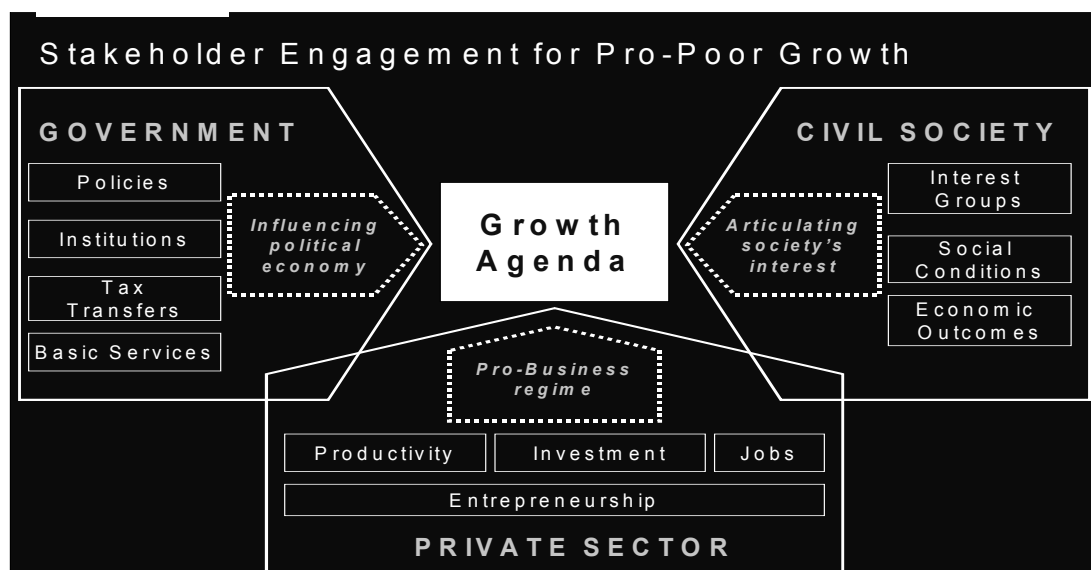 Stakeholder Engagement for Pro-Poor Growth
GOVERNMENT
Policies
Institutions
Tax
Transfers
Basic Services
Influencing
political
economy
Growth
Agenda
CIVIL SOCIETY
Interest
Groups
Social
Conditions
Economic
Outcomes
Articulating
society's
interest
Pro-Business
regime
Productivity
Investment
Jobs
Entrepreneurship
PRIVATE SECTOR